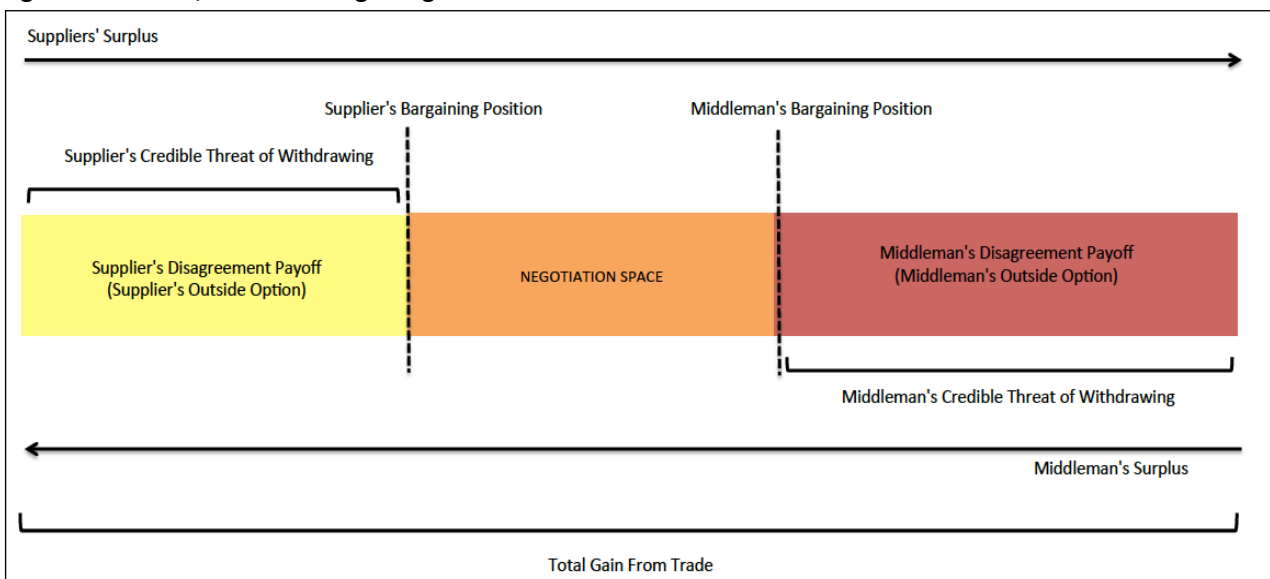 Suppliers' Surplus
Supplier's Bargaining Position
Middleman's Bargaining Position
Supplier's Credible Threat of Withdrawing
Supplier's Disagreement Payoff
(Supplier's Outside Option)
NEGOTIATION SPACE
Middleman's Disagreement Payoff
(Middleman's Outside Option)
Middleman's Credible Threat of Withdrawing
Middleman's Surplus
Total Gain From Trade